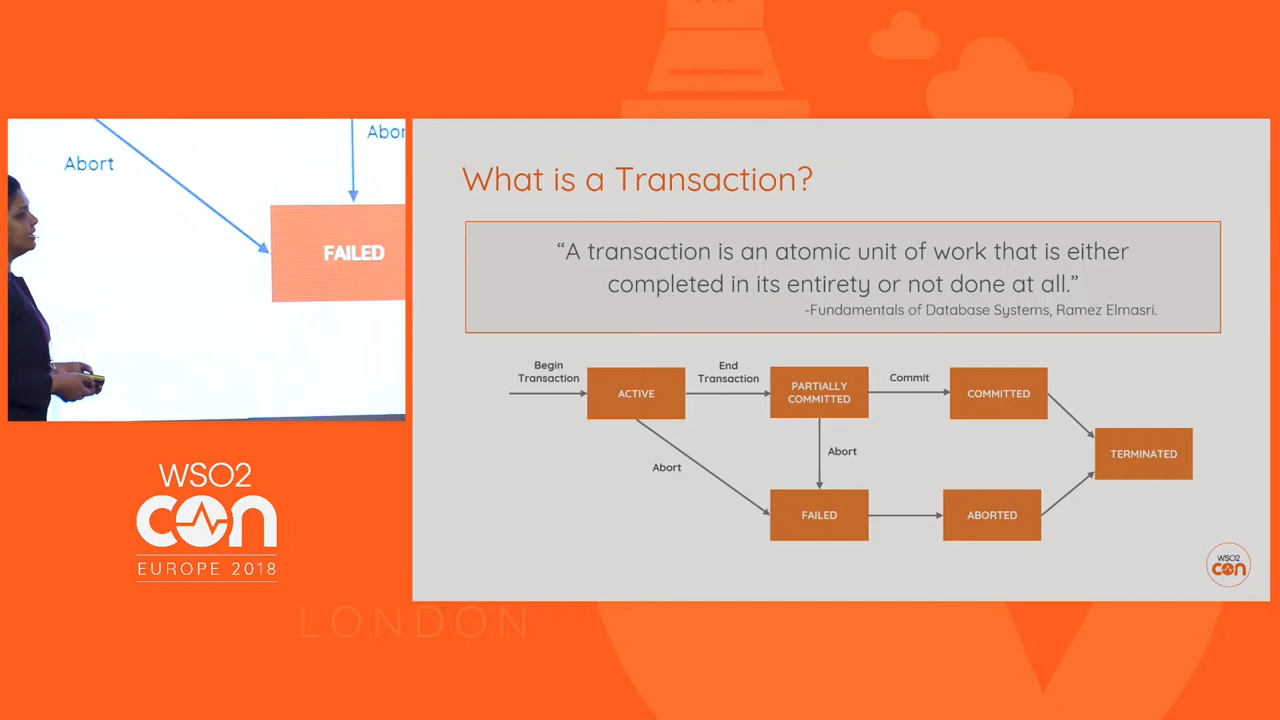 Abort
Abor
FAILED
WSO2
con
EUROPE 2018
LONDON
What is a Transaction?
“A transaction is an atomic unit of work that is either
completed in its entirety or not done at all.”
-Fundamentals of Database Systems, Ramez Elmasri.
Begin
Transaction
ACTIVE
End
Transaction
PARTIALLY
COMMITTED
Commit
COMMITTED
TERMINATED
Abort
Abort
FAILED
ABORTED
WSO2
con